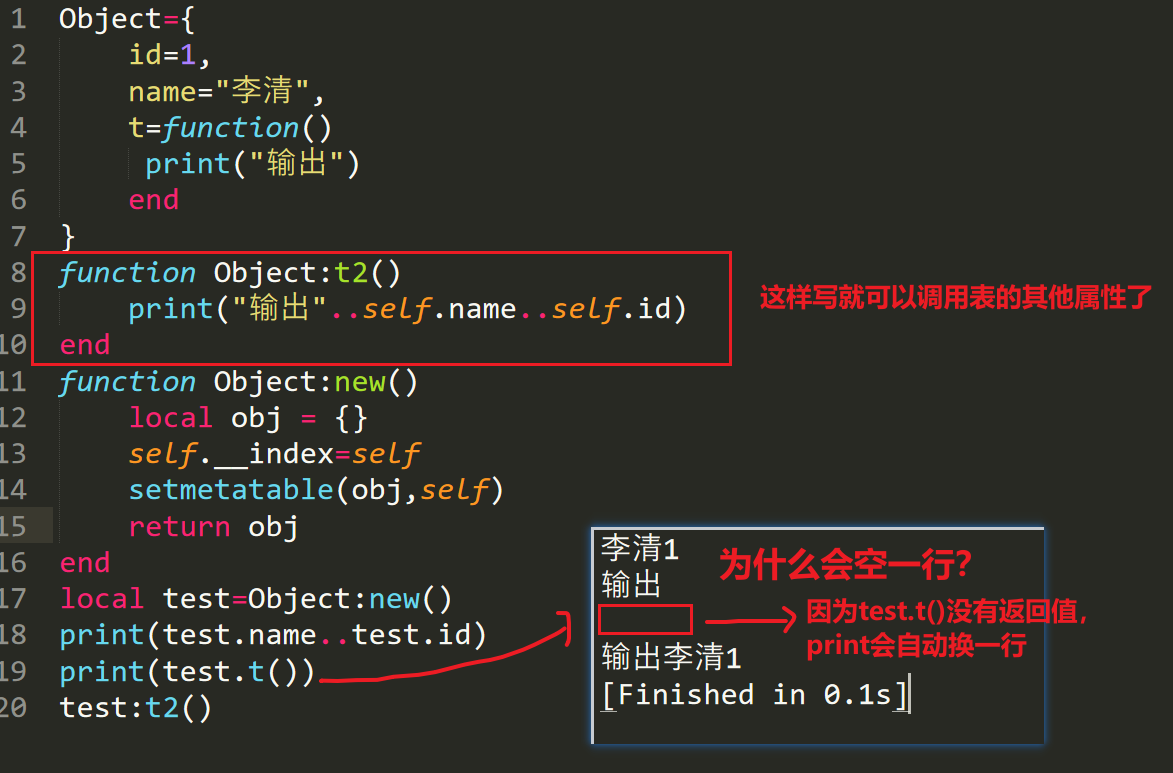 1 Object={
2 id=1,
3 name="李清",
4 t=function()
5 print("输出")
6 end
7 }
8 function Object:t2()
9 print("输出"..self.name..self.id)
10 end
11 function Object:new()
12 local obj = {}
13 self.__index=self
14 setmetatable(obj,self)
15 return obj
16 end
17 local test=Object:new()
18 print(test.name..test.id)
19 print(test.t())
20 test:t2()
这样写就可以调用表的其他属性了
李清1
输出
输出李清1
[Finished in 0.1s]
为什么会空一行?
因为test.t()没有返回值,
print会自动换一行